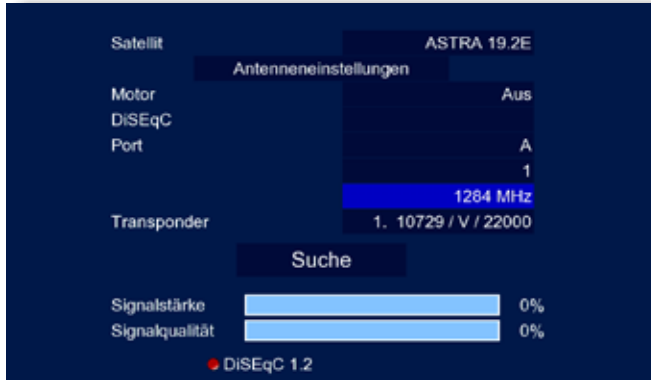 Satellit ASTRA 19.2E
Antenneneinstellungen
Motor Aus
DiSEqC
Port A
1
1284 MHz
Transponder 1. 10729 / V / 22000
Suche
Signalstärke 0%
Signalqualität 0%
DiSEqC 1.2